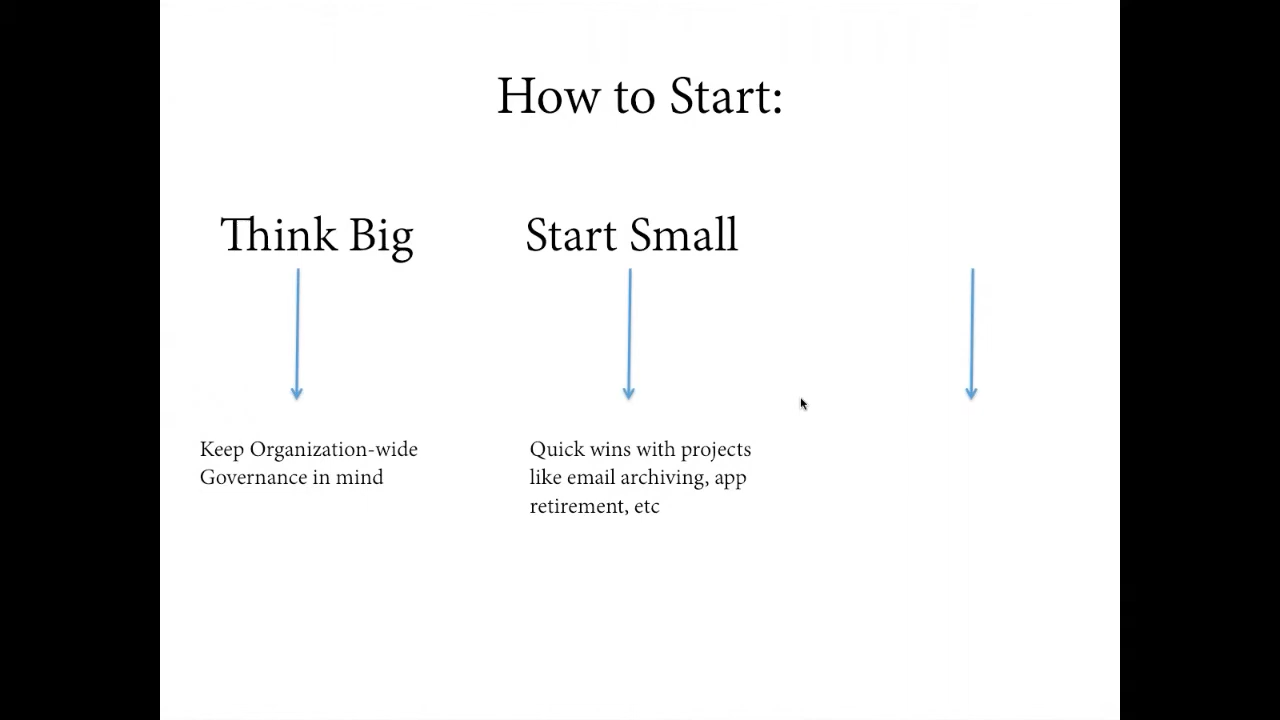 How to Start:
Think Big
Start Small
Keep Organization-wide
Governance in mind
Quick wins with projects
like email archiving, app
retirement, etc